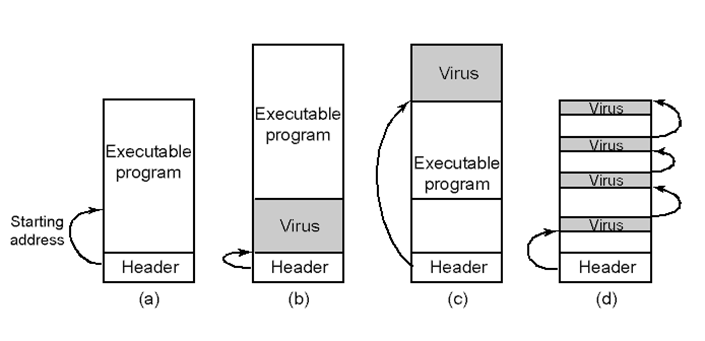 Executable
program
Starting
address
Header
(a)
Executable
program
Virus
Header
(b)
Virus
Executable
program
Header
(c)
Virus
Virus
Virus
Virus
Header
(d)